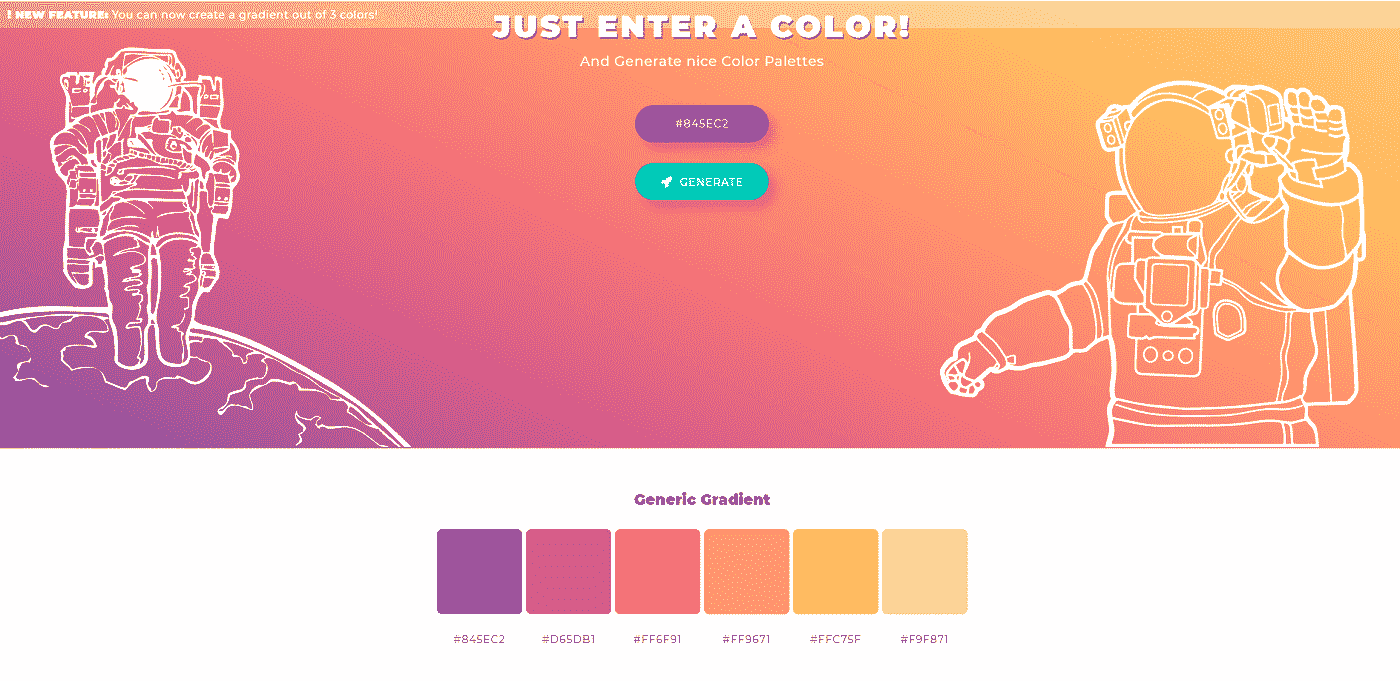 ! NEW FEATURE: You can now create a gradient out of 3 colors!
JUST ENTER A COLOR!
And Generate nice Color Palettes
#845EC2
GENERATE
Generic Gradient
#845EC2 #D65DB1 #FF6F91 #FF9671 #FFC75F #F9F871